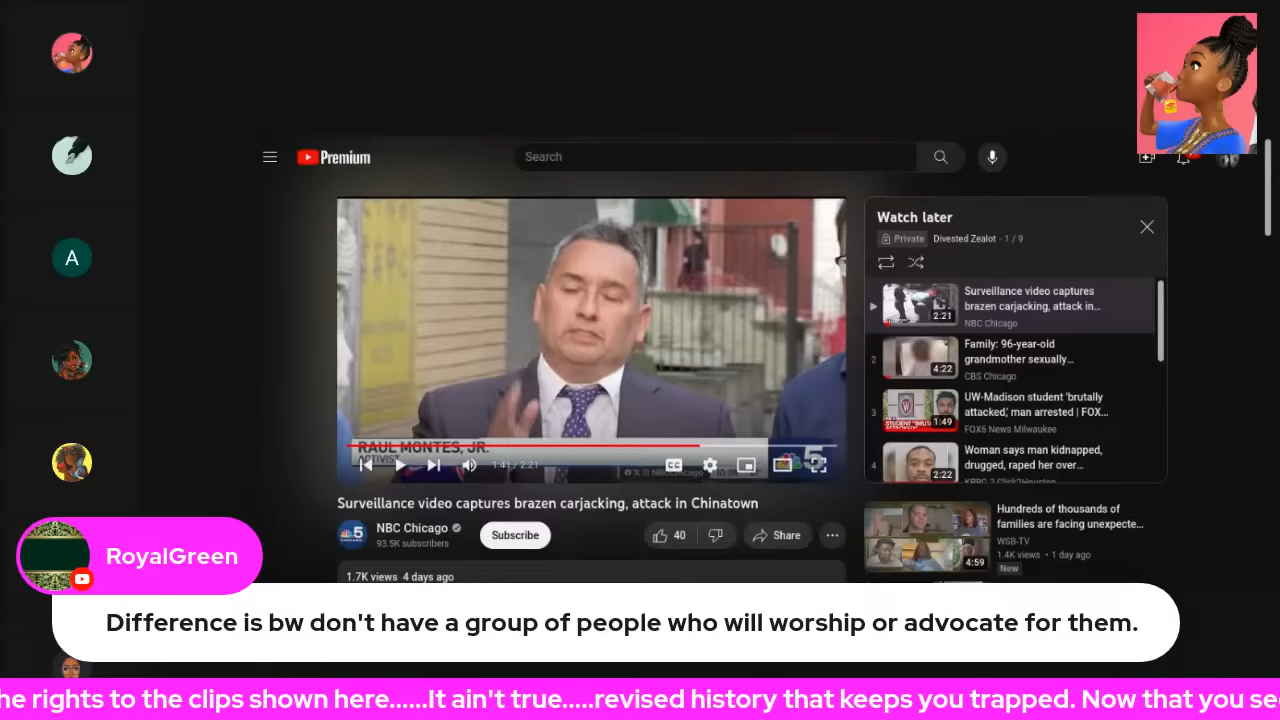 Premium
Search
Watch later
Private Divested Zealot - 1 / 9
Surveillance video captures
brazen carjacking, attack in...
NBC Chicago
2:21
2
Family: 96-year-old
grandmother sexually...
CBS Chicago
4:22
3
UW-Madison student 'brutally
attacked,' man arrested | FOX...
FOX6 News Milwaukee
1:49
4
Woman says man kidnapped,
drugged, raped her over...
KPRC 2 Click2Houston
2:22
RAUL MONTES, JR.
ACTIVIST
1:41 / 2:21
CC
5
Surveillance video captures brazen carjacking, attack in Chinatown
NBC Chicago
93.5K subscribers
Subscribe
40
Share
1.7K views 4 days ago
Hundreds of thousands of
families are facing unexpecte...
WSB-TV
1.4K views • 1 day ago
New
4:59
A
RoyalGreen
Difference is bw don't have a group of people who will worship or advocate for them.
he rights to the clips shown here......It ain't true.....revised history that keeps you trapped. Now that you see